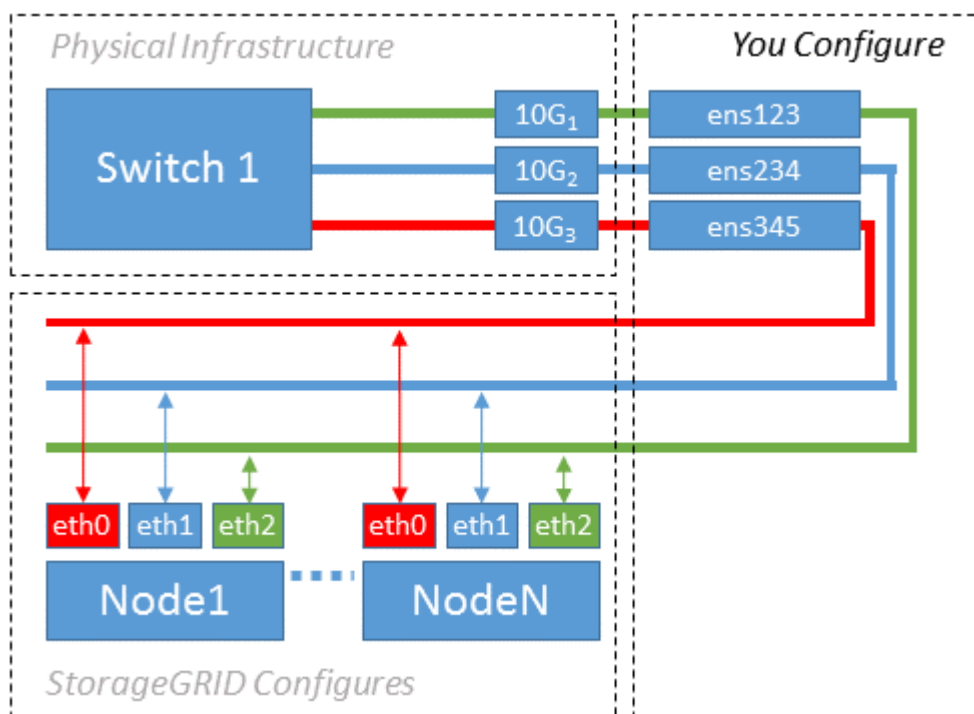 Physical Infrastructure
You Configure
Switch 1
10G₁
ens123
10G₂
ens234
10G₃
ens345
eth0 eth1 eth2
eth0 eth1 eth2
Node1
NodeN
StorageGRID Configures